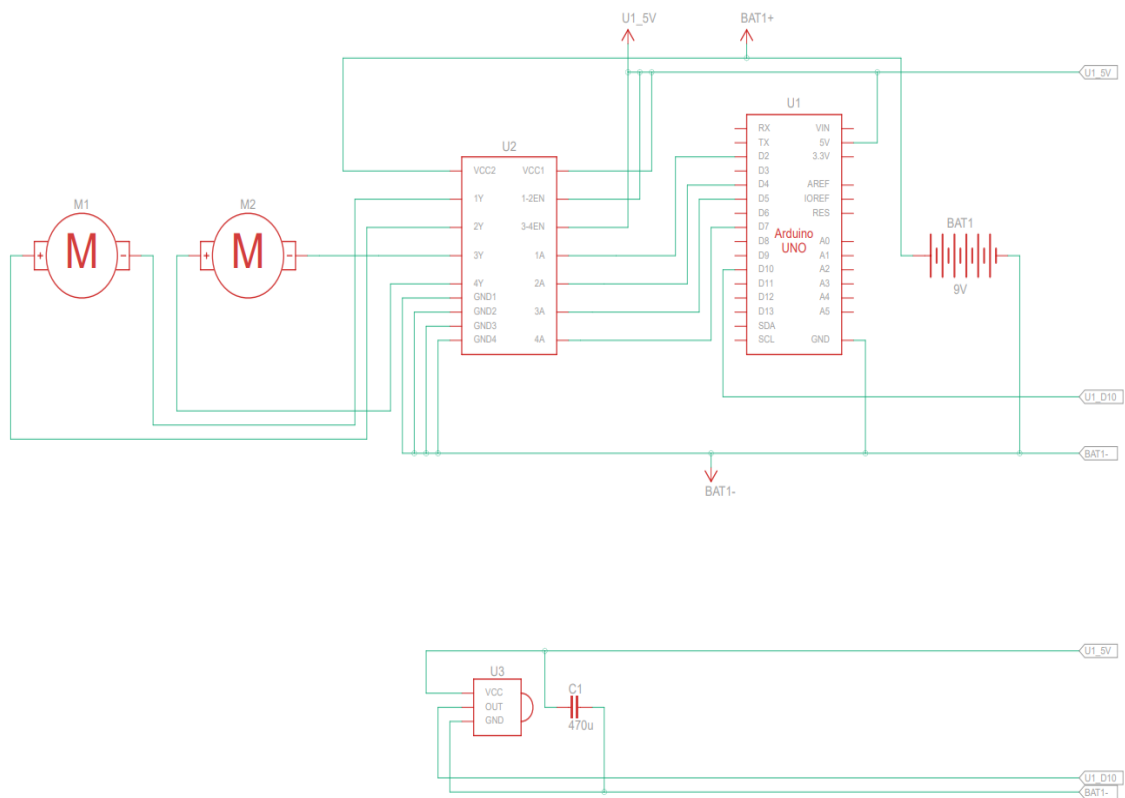 U1_5V
BAT1+
U1_5V
U1
U2
RX VIN
TX 5V
D2 3.3V
D3
D4 AREF
D5 IOREF
D6 RES
D7
Arduino
UNO
D8 A0
D9 A1
D10 A2
D11 A3
D12 A4
D13 A5
SDA
SCL GND
VCC2 VCC1
1Y 1-2EN
2Y 3-4EN
3Y 1A
4Y 2A
GND1
GND2 3A
GND3
GND4 4A
M1
M
+ -
M2
M
+ -
BAT1
9V
U1_D10
BAT1-
BAT1-
U1_5V
U3
VCC
OUT
GND
C1
470u
U1_D10
BAT1-